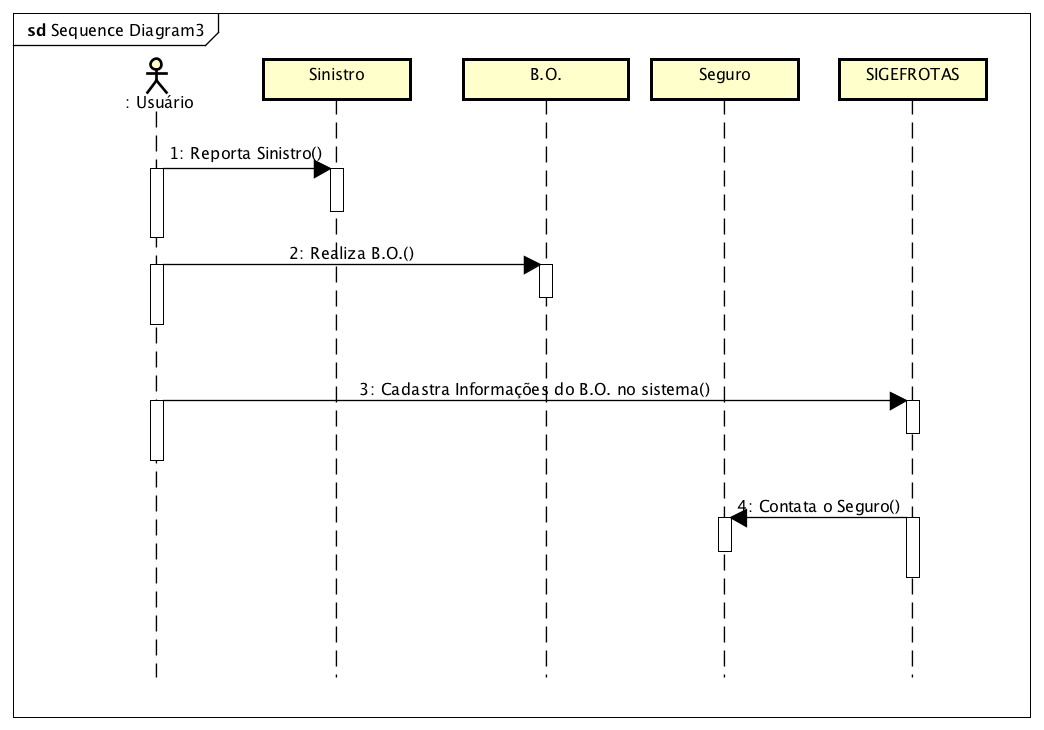 sd Sequence Diagram3
: Usuário
Sinistro
B.O.
Seguro
SIGEFROTAS
1: Reporta Sinistro()
2: Realiza B.O.()
3: Cadastra Informações do B.O. no sistema()
4: Contata o Seguro()